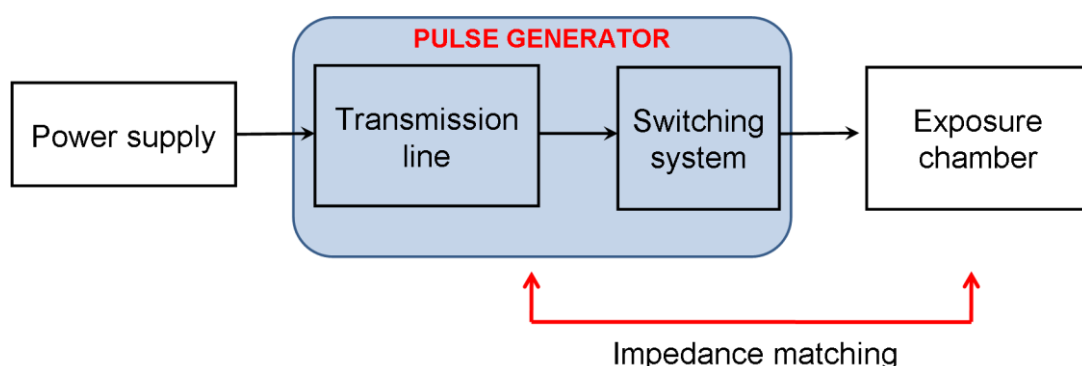 PULSE GENERATOR
Power supply
Transmission
line
Switching
system
Exposure
chamber
Impedance matching